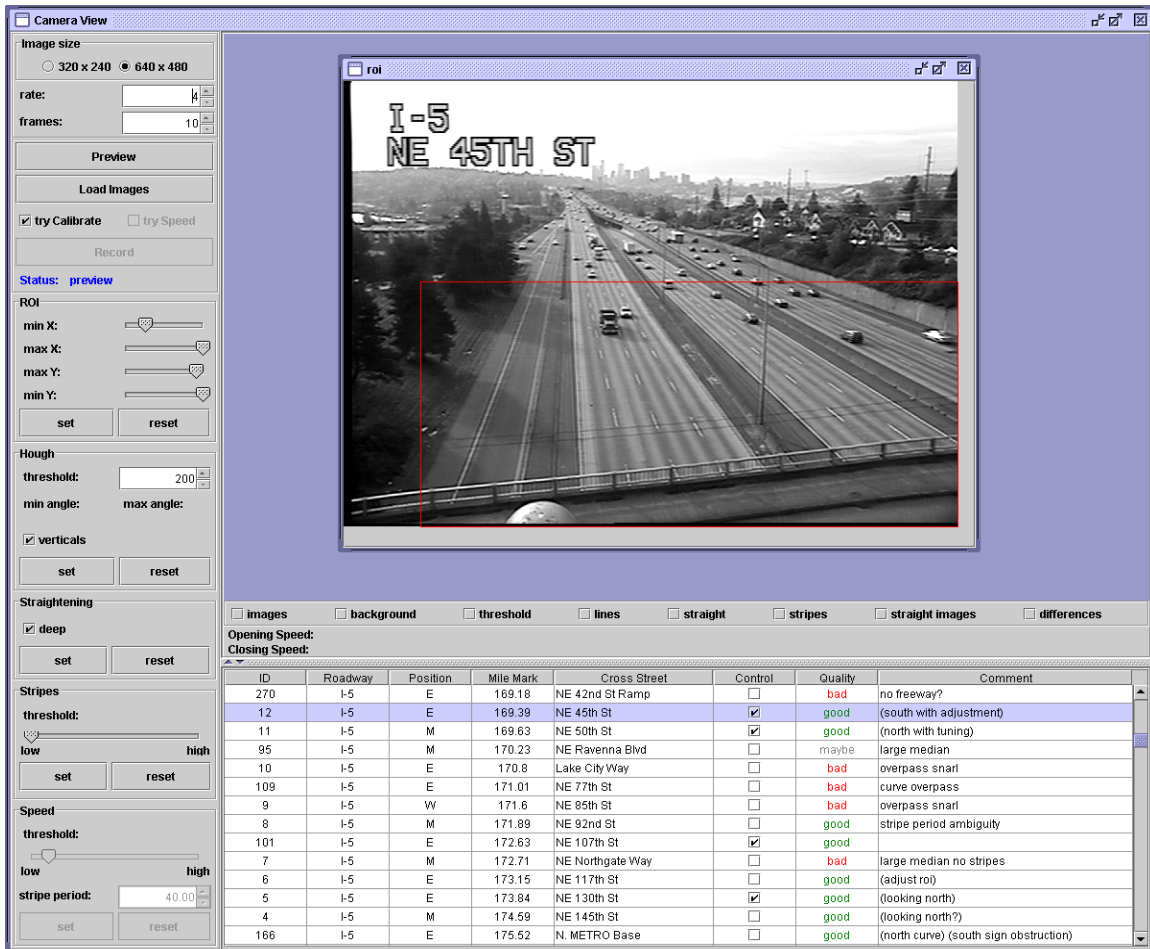 Camera View
Image size
320 x 240 640 x 480
rate: 4
frames: 10
Preview
Load Images
try Calibrate try Speed
Record
Status: preview
ROI
min X:
max X:
max Y:
min Y:
set reset
Hough
threshold: 200
min angle: max angle:
verticals
set reset
Straightening
deep
set reset
Stripes
threshold:
low high
set reset
Speed
threshold:
low high
stripe period: 40.00
set reset
roi
I-5
NE 45TH ST
images background threshold lines straight stripes straight images differences
Opening Speed:
Closing Speed:
ID Roadway Position Mile Mark Cross Street Control Quality Comment
270 I-5 E 169.18 NE 42nd St Ramp bad no freeway?
12 I-5 E 169.39 NE 45th St good (south with adjustment)
11 I-5 M 169.63 NE 50th St good (north with tuning)
95 I-5 M 170.23 NE Ravenna Blvd maybe large median
10 I-5 E 170.8 Lake City Way bad overpass snarl
109 I-5 E 171.01 NE 77th St bad curve overpass
9 I-5 W 171.6 NE 85th St bad overpass snarl
8 I-5 M 171.89 NE 92nd St good stripe period ambiguity
101 I-5 E 172.63 NE 107th St good
7 I-5 M 172.71 NE Northgate Way bad large median no stripes
6 I-5 E 173.15 NE 117th St good (adjust roi)
5 I-5 E 173.84 NE 130th St good (looking north)
4 I-5 M 174.59 NE 145th St good (looking north?)
166 I-5 E 175.52 N. METRO Base good (north curve) (south sign obstruction)